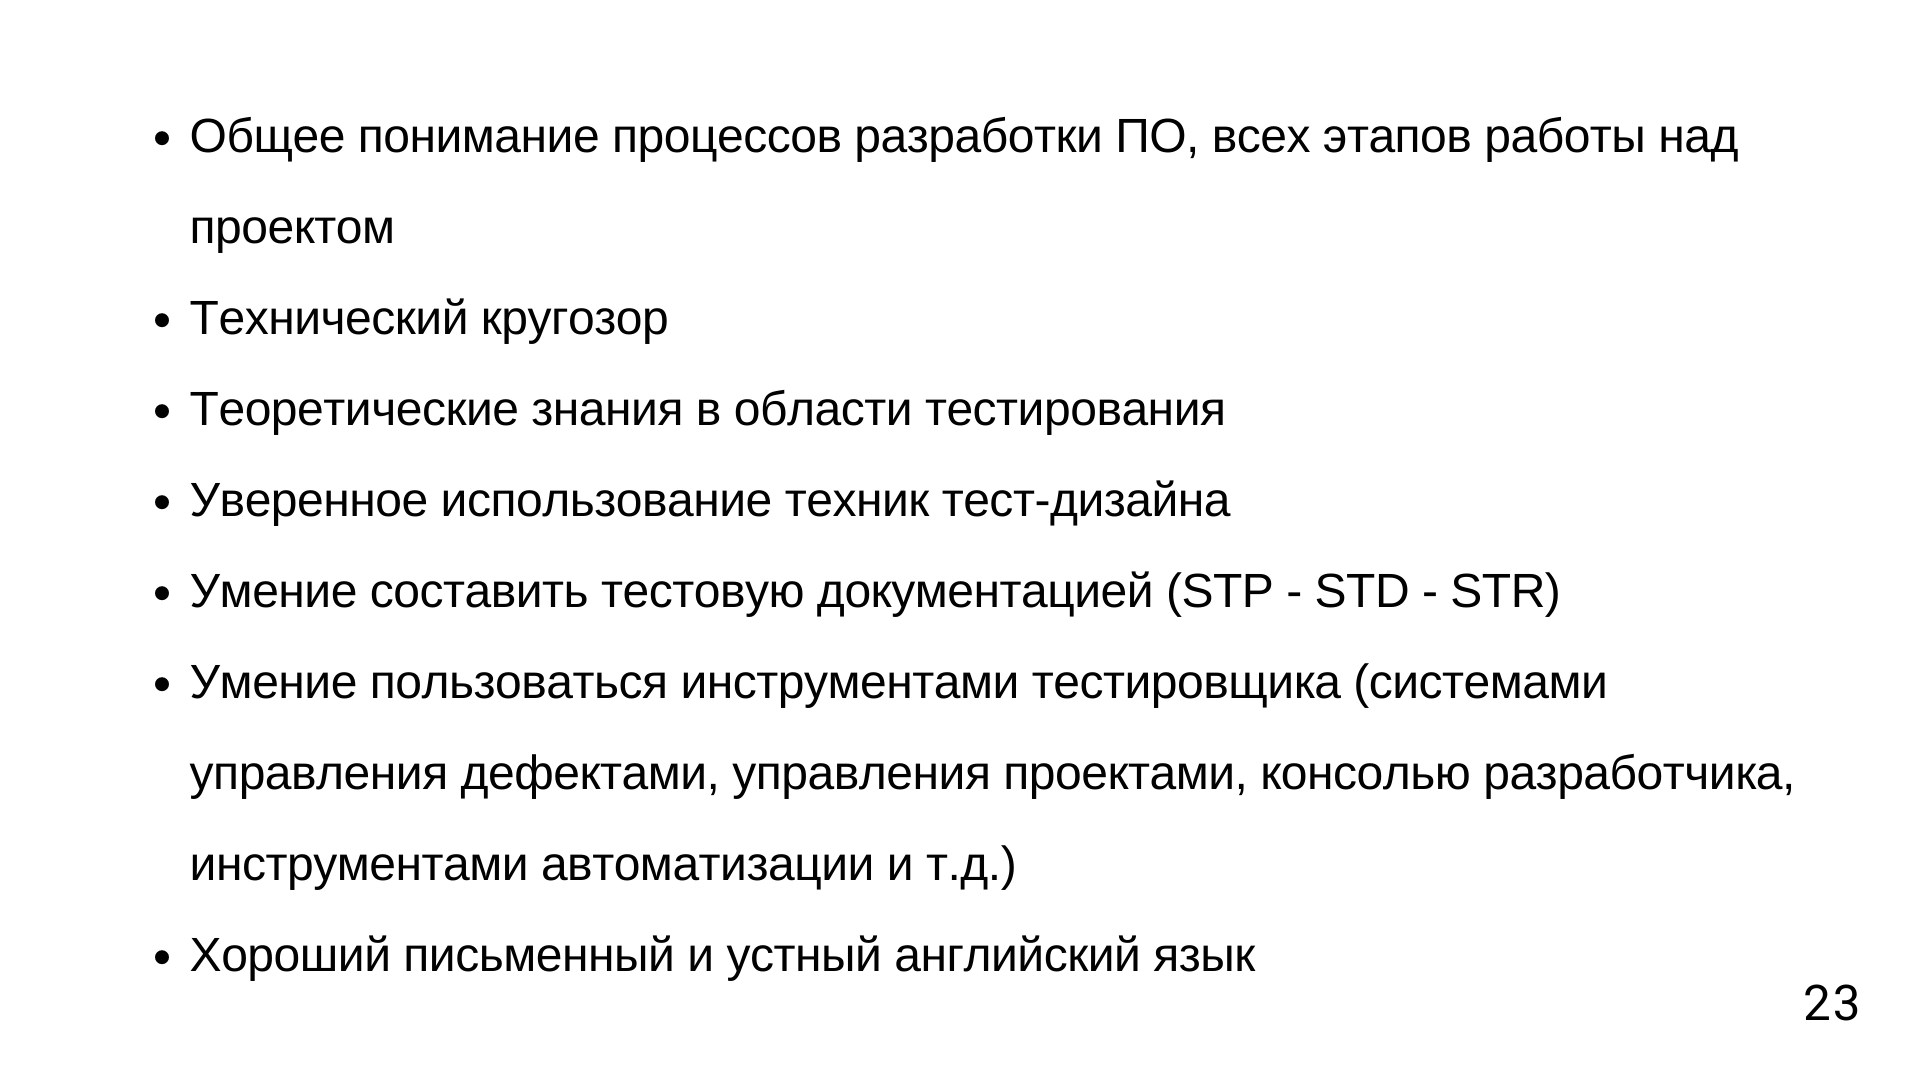 • Общее понимание процессов разработки ПО, всех этапов работы над
проектом
• Технический кругозор
• Теоретические знания в области тестирования
• Уверенное использование техник тест-дизайна
• Умение составить тестовую документацией (STP - STD - STR)
• Умение пользоваться инструментами тестировщика (системами
управления дефектами, управления проектами, консолью разработчика,
инструментами автоматизации и т.д.)
• Хороший письменный и устный английский язык
23